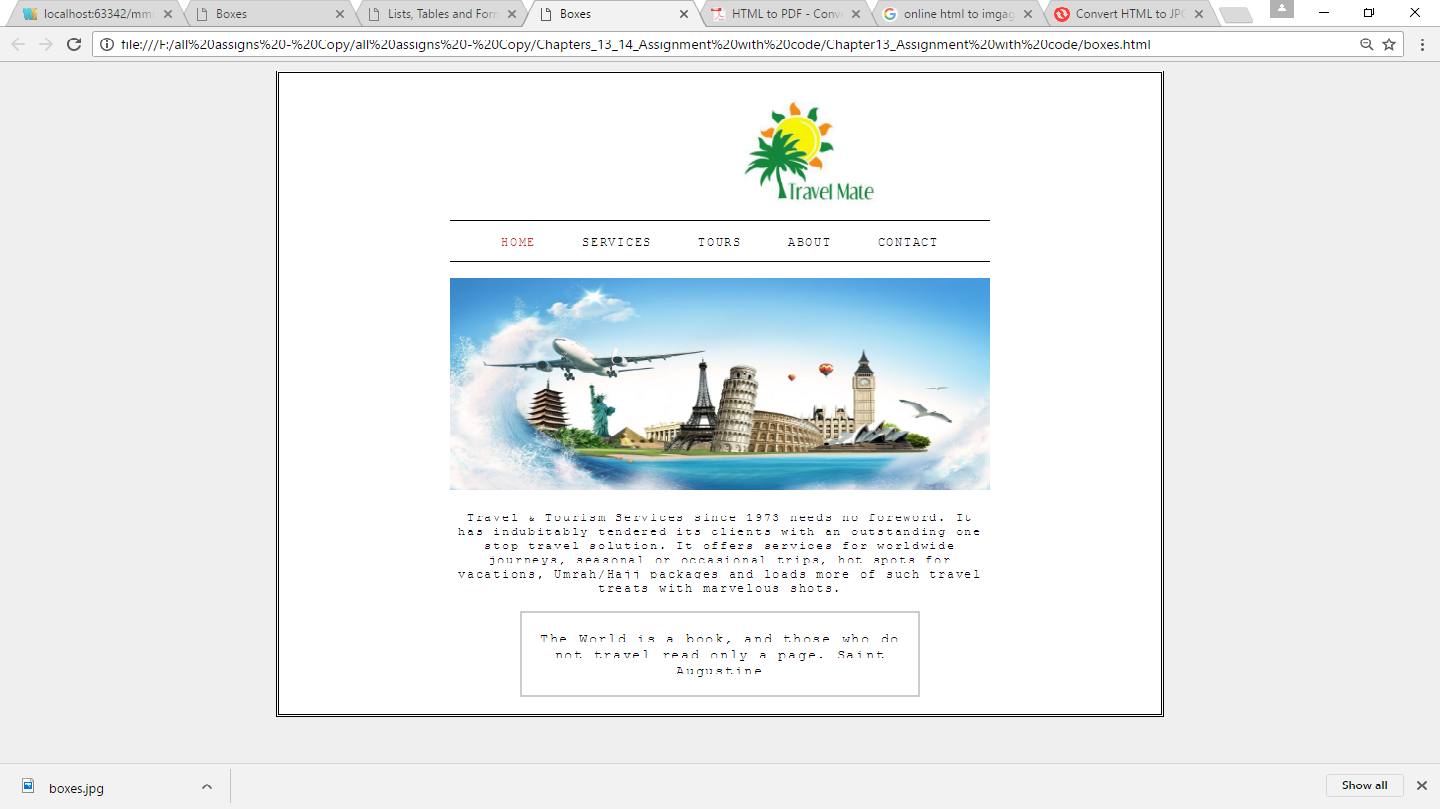 localhost:63342/mm
Boxes
Lists, Tables and Form
Boxes
HTML to PDF - Conve
online html to imgag
Convert HTML to JPG
file:///F:/all%20assigns%20-%20Copy/all%20assigns%20-%20Copy/Chapters_13_14_Assignment%20with%20code/Chapter13_Assignment%20with%20code/boxes.html
Travel Mate
HOME SERVICES TOURS ABOUT CONTACT
Travel & Tourism Services since 1973 needs no foreword. It
has indubitably tendered its clients with an outstanding one
stop travel solution. It offers services for worldwide
journeys, seasonal or occasional trips, hot spots for
vacations, Umrah/Hajj packages and loads more of such travel
treats with marvelous shots.
The World is a book, and those who do
not travel read only a page. Saint
Augustine
boxes.jpg
Show all